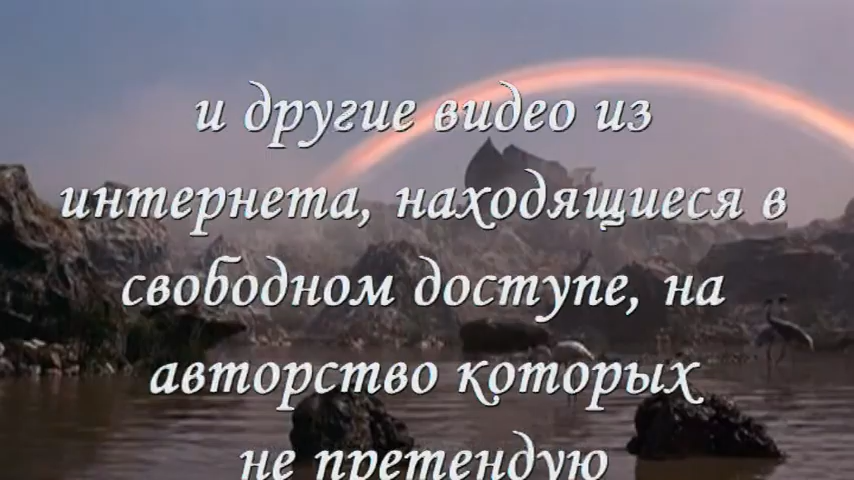 и другие видео из
интернета, находящиеся в
свободном доступе, на
авторство которых
не претендую